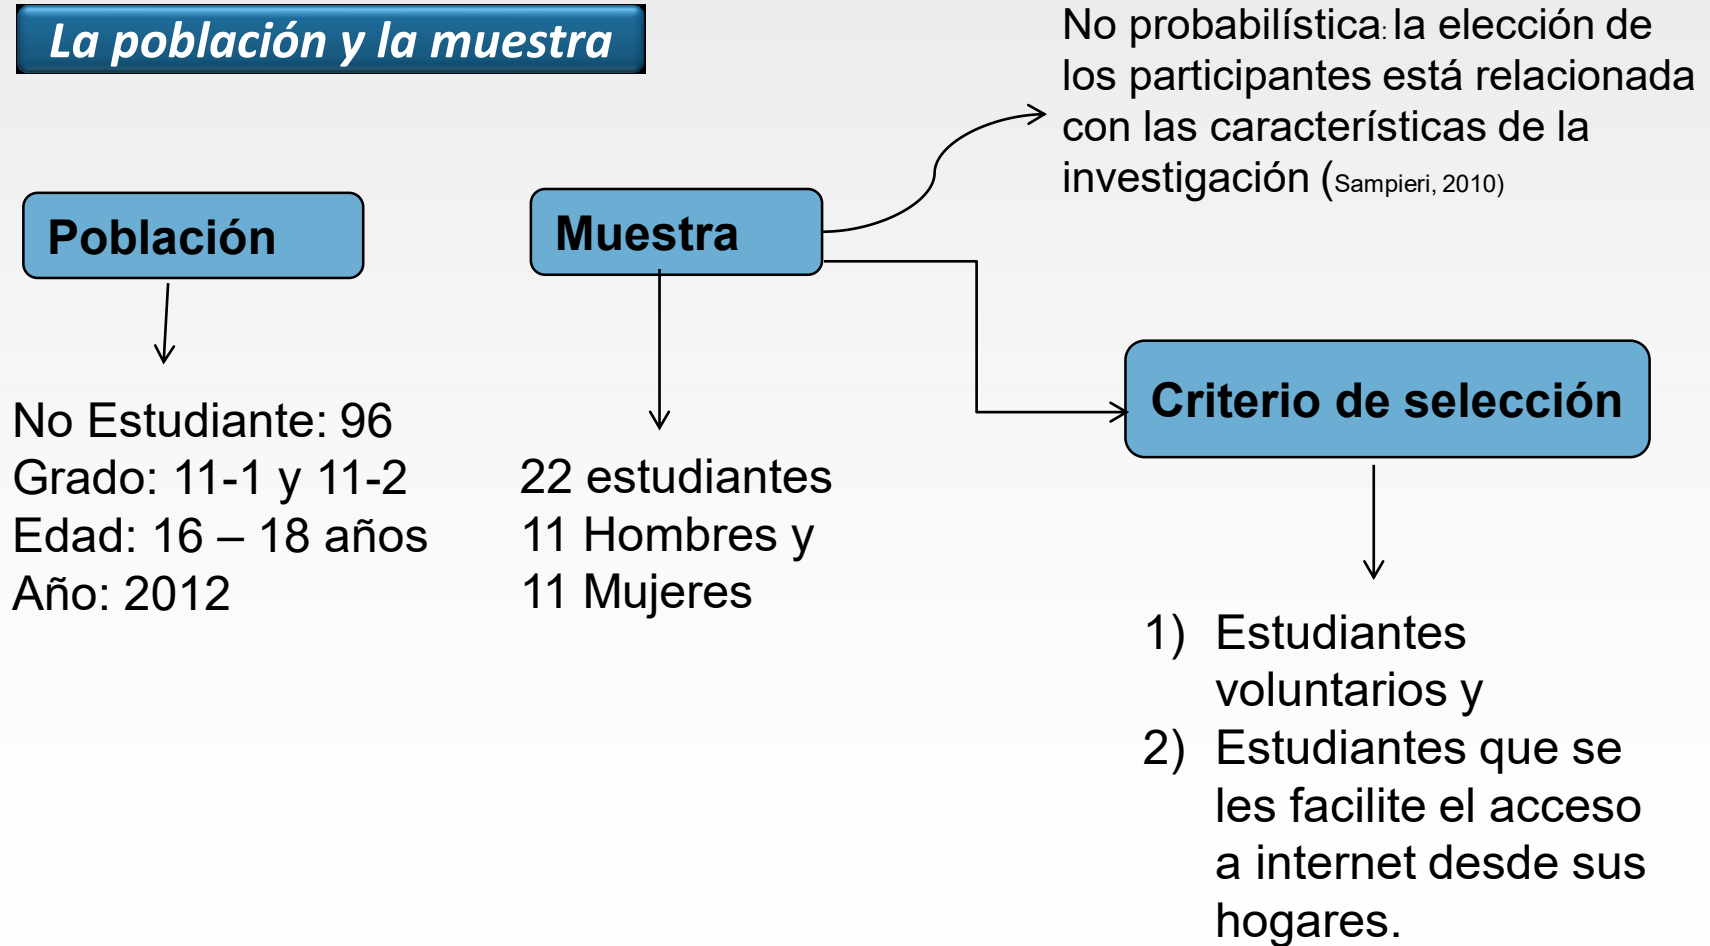 La población y la muestra
No probabilística: la elección de
los participantes está relacionada
con las características de la
investigación (Sampieri, 2010)
Población
Muestra
Criterio de selección
No Estudiante: 96
Grado: 11-1 y 11-2
Edad: 16 – 18 años
Año: 2012
22 estudiantes
11 Hombres y
11 Mujeres
1) Estudiantes
voluntarios y
2) Estudiantes que se
les facilite el acceso
a internet desde sus
hogares.